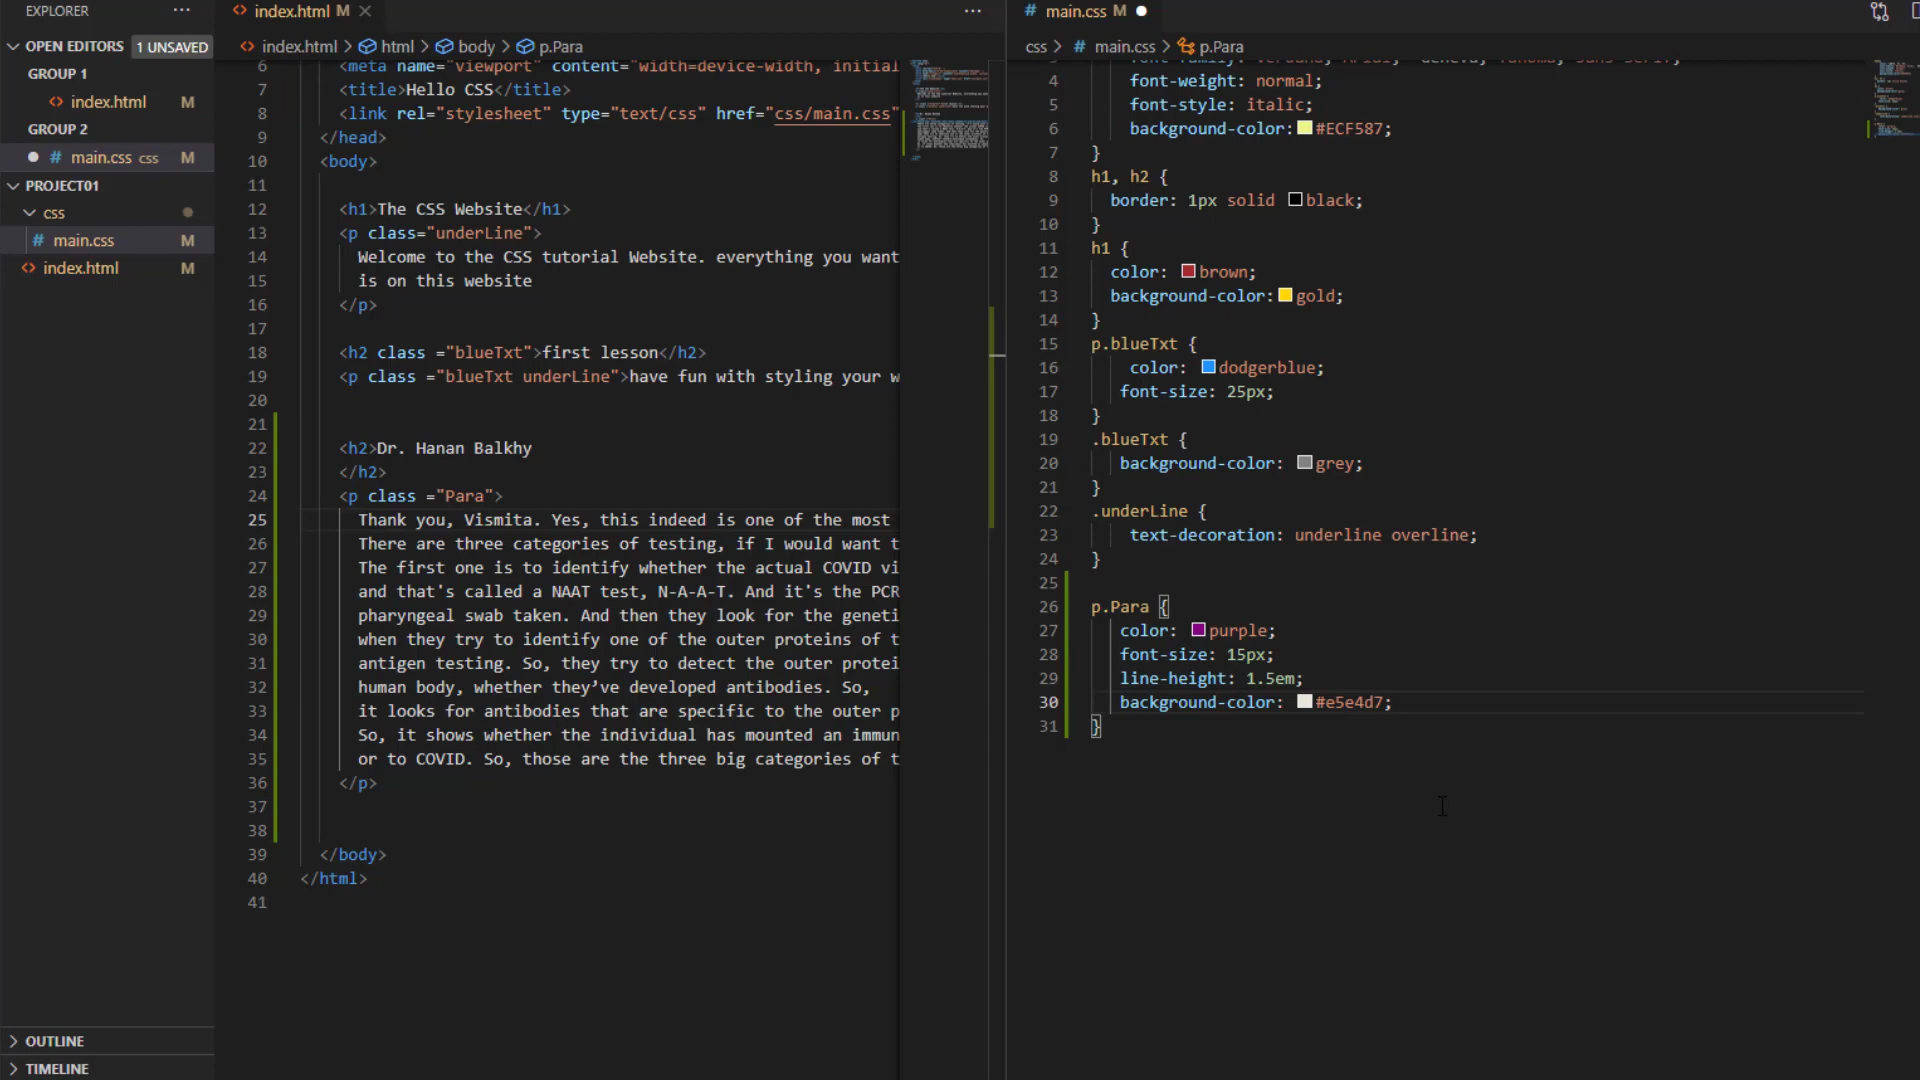 EXPLORER
OPEN EDITORS 1 UNSAVED
GROUP 1
<> index.html M
GROUP 2
# main.css css M
PROJECT01
css
# main.css M
<> index.html M
OUTLINE
TIMELINE
<> index.html M
<> index.html > html > body > p.Para
6 <meta name="viewport" content="width=device-width, initial
7 <title>Hello CSS</title>
8 <link rel="stylesheet" type="text/css" href="css/main.css"
9 </head>
10 <body>
11
12 <h1>The CSS Website</h1>
13 <p class="underLine">
14 Welcome to the CSS tutorial Website. everything you want
15 is on this website
16 </p>
17
18 <h2 class ="blueTxt">first lesson</h2>
19 <p class ="blueTxt underLine">have fun with styling your w
20
21
22 <h2>Dr. Hanan Balkhy
23 </h2>
24 <p class ="Para">
25 Thank you, Vismita. Yes, this indeed is one of the most
26 There are three categories of testing, if I would want t
27 The first one is to identify whether the actual COVID vi
28 and that's called a NAAT test, N-A-A-T. And it's the PCR
29 pharyngeal swab taken. And then they look for the geneti
30 when they try to identify one of the outer proteins of t
31 antigen testing. So, they try to detect the outer protei
32 human body, whether they’ve developed antibodies. So,
33 it looks for antibodies that are specific to the outer p
34 So, it shows whether the individual has mounted an immun
35 or to COVID. So, those are the three big categories of t
36 </p>
37
38
39 </body>
40 </html>
41
# main.css M
css > # main.css > p.Para
4 font-weight: normal;
5 font-style: italic;
6 background-color: #ECF587;
7 }
8 h1, h2 {
9 border: 1px solid black;
10 }
11 h1 {
12 color: brown;
13 background-color: gold;
14 }
15 p.blueTxt {
16 color: dodgerblue;
17 font-size: 25px;
18 }
19 .blueTxt {
20 background-color: grey;
21 }
22 .underLine {
23 text-decoration: underline overline;
24 }
25
26 p.Para {
27 color: purple;
28 font-size: 15px;
29 line-height: 1.5em;
30 background-color: #e5e4d7;
31 }